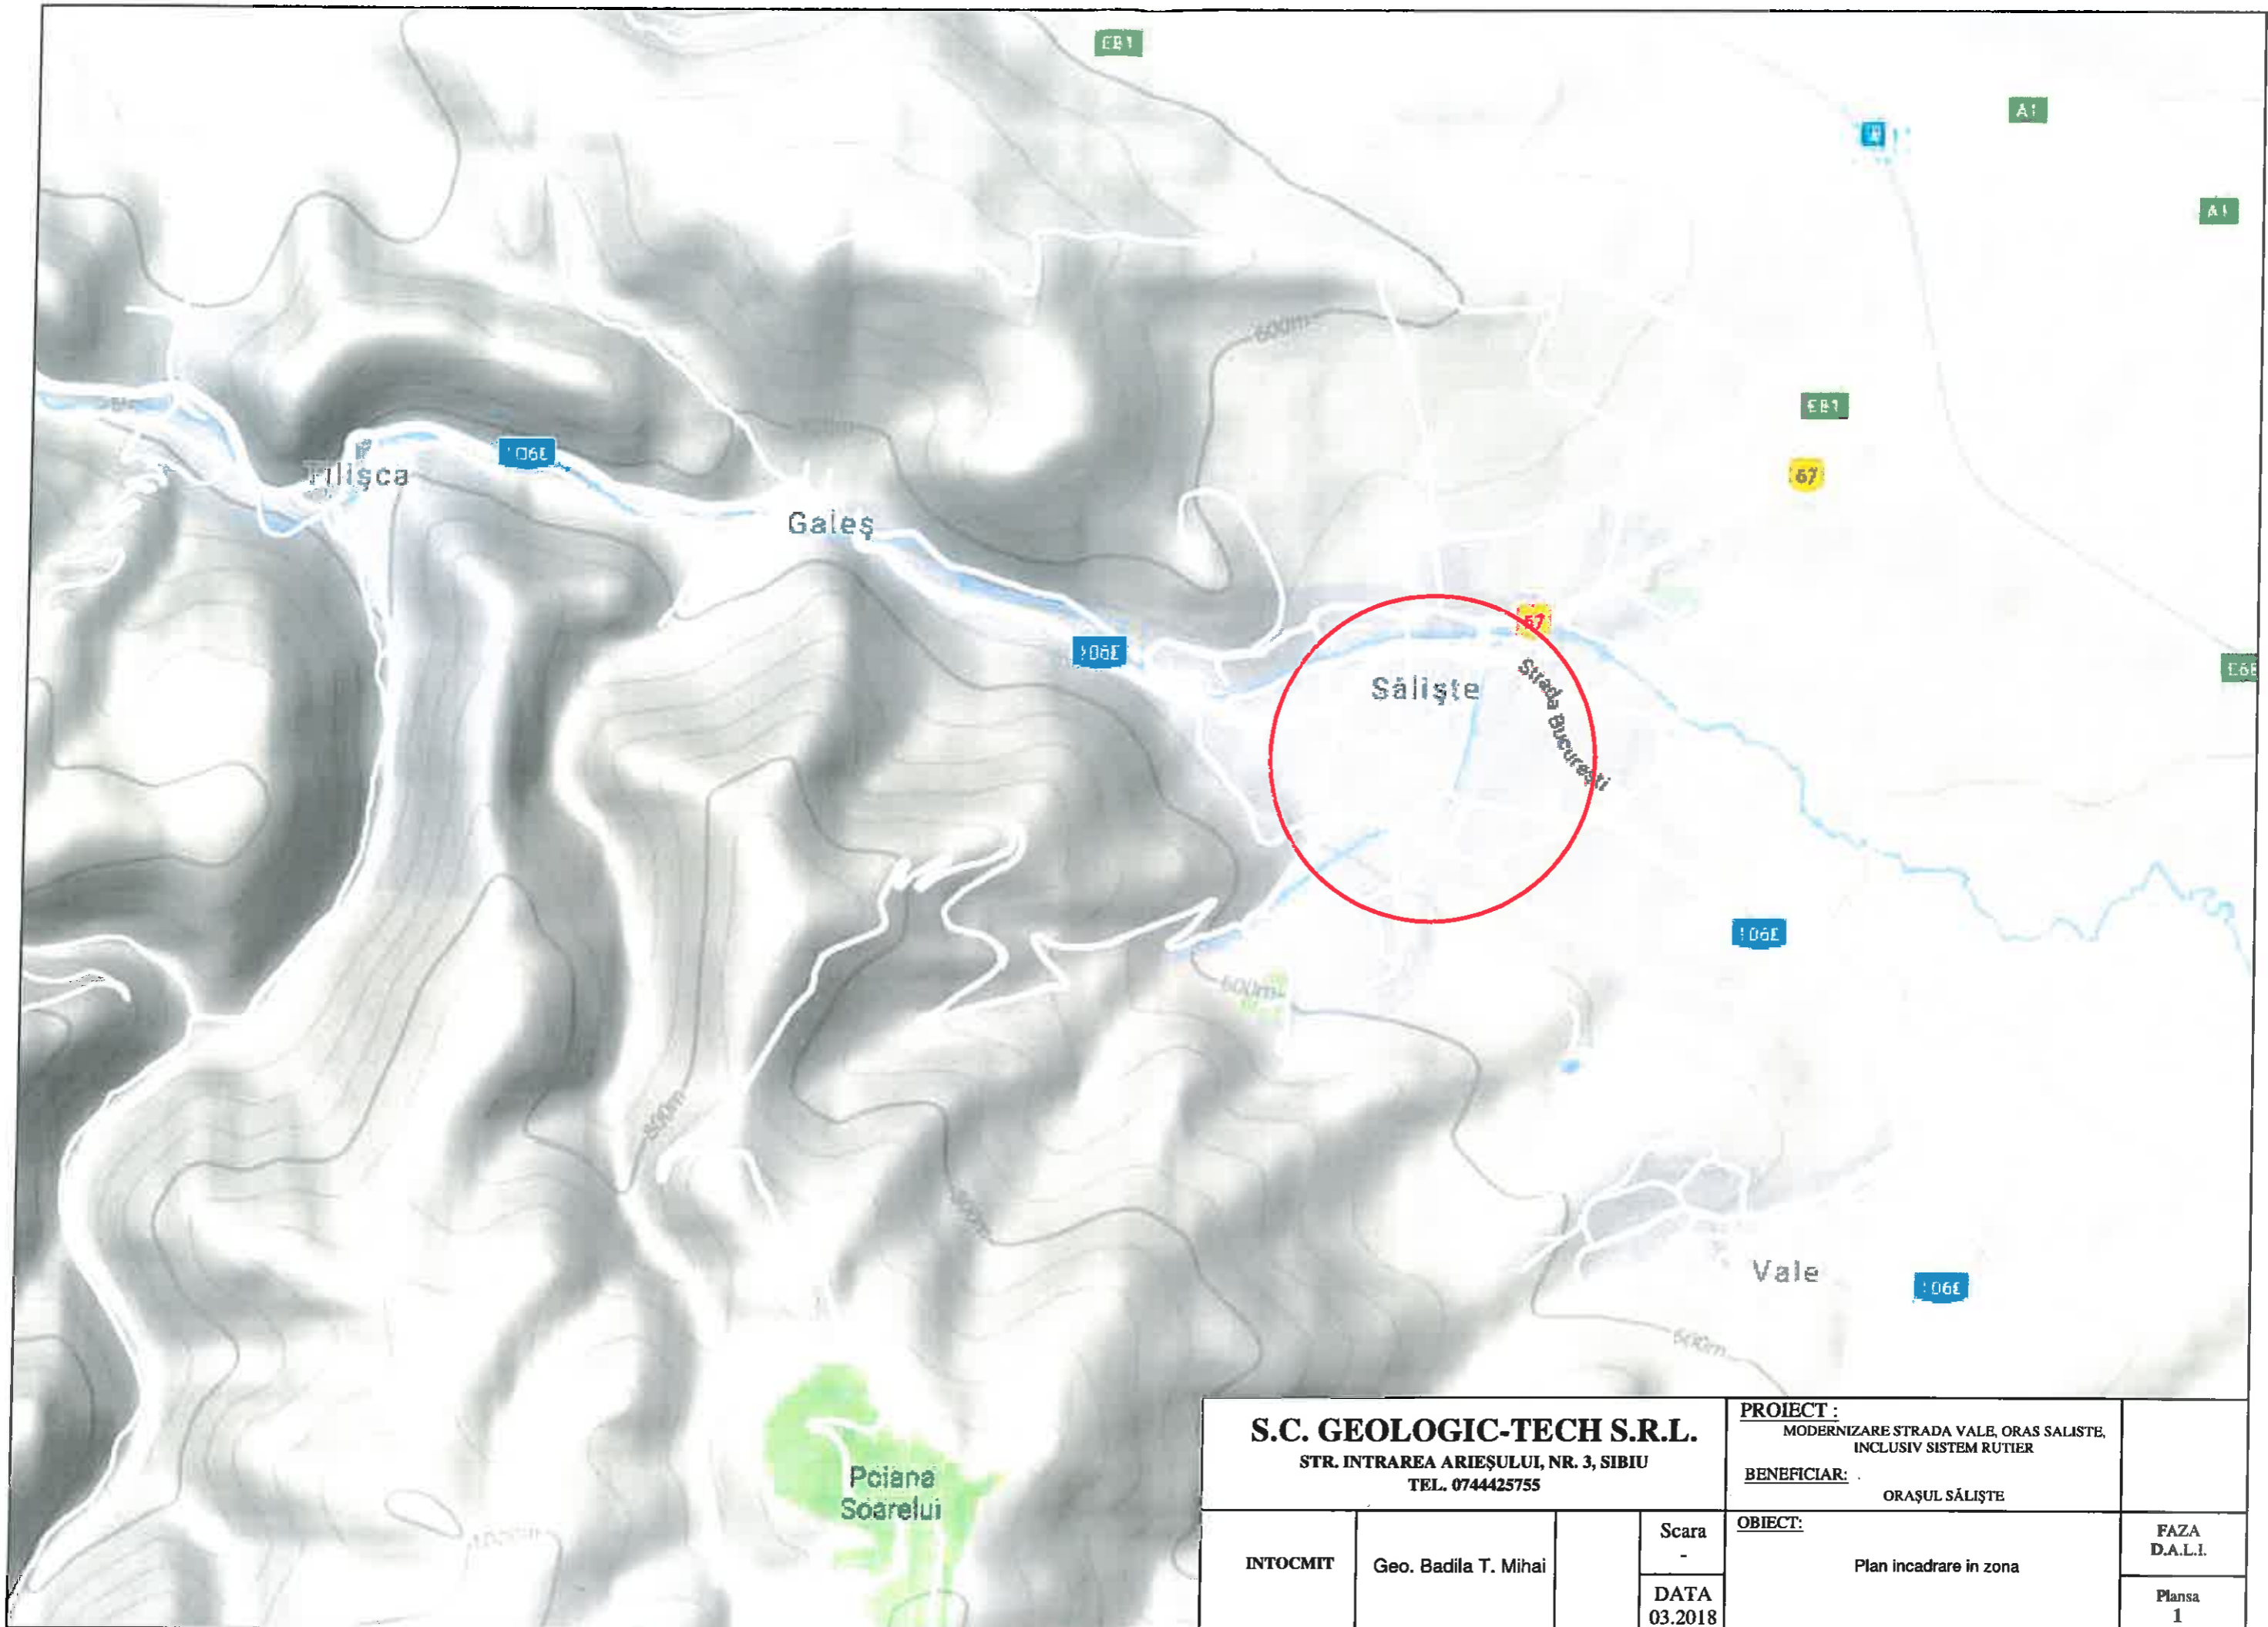 E81
A1
A1
E81
67
106E
Tilişca
Galeş
67
106E
Sălişte
Strada Bucureşti
E68
600m
106E
600m
800m
Vale
106E
600m
Poiana
Soarelui
S.C. GEOLOGIC-TECH S.R.L.
STR. INTRAREA ARIEŞULUI, NR. 3, SIBIU
TEL. 0744425755
PROIECT :
MODERNIZARE STRADA VALE, ORAS SALISTE,
INCLUSIV SISTEM RUTIER
BENEFICIAR:
ORAŞUL SĂLIŞTE
INTOCMIT
Geo. Badila T. Mihai
Scara
-
DATA
03.2018
OBIECT:
Plan incadrare in zona
FAZA
D.A.L.I.
Plansa
1